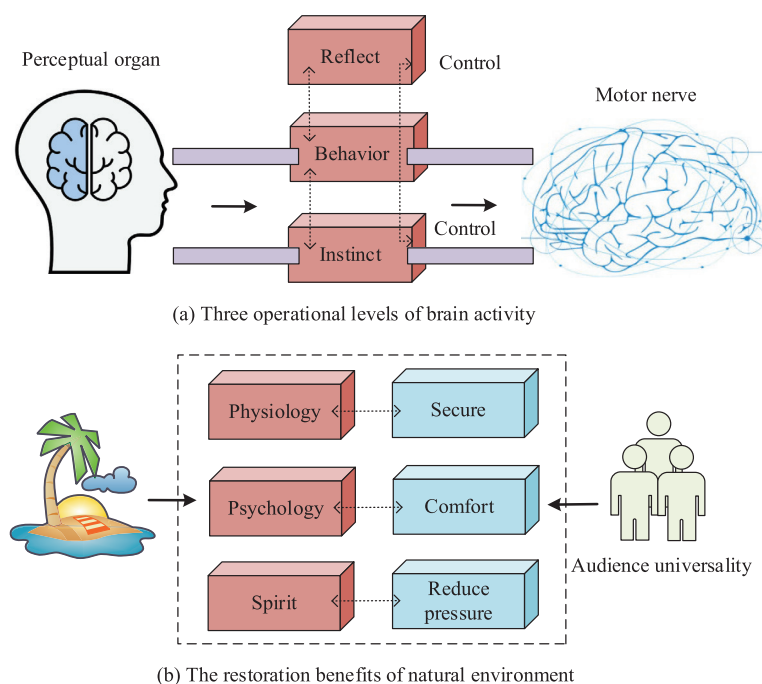 Perceptual organ
Reflect
Control
Motor nerve
Behavior
Control
Instinct
(a) Three operational levels of brain activity
Physiology
Secure
Psychology
Comfort
Audience universality
Spirit
Reduce
pressure
(b) The restoration benefits of natural environment